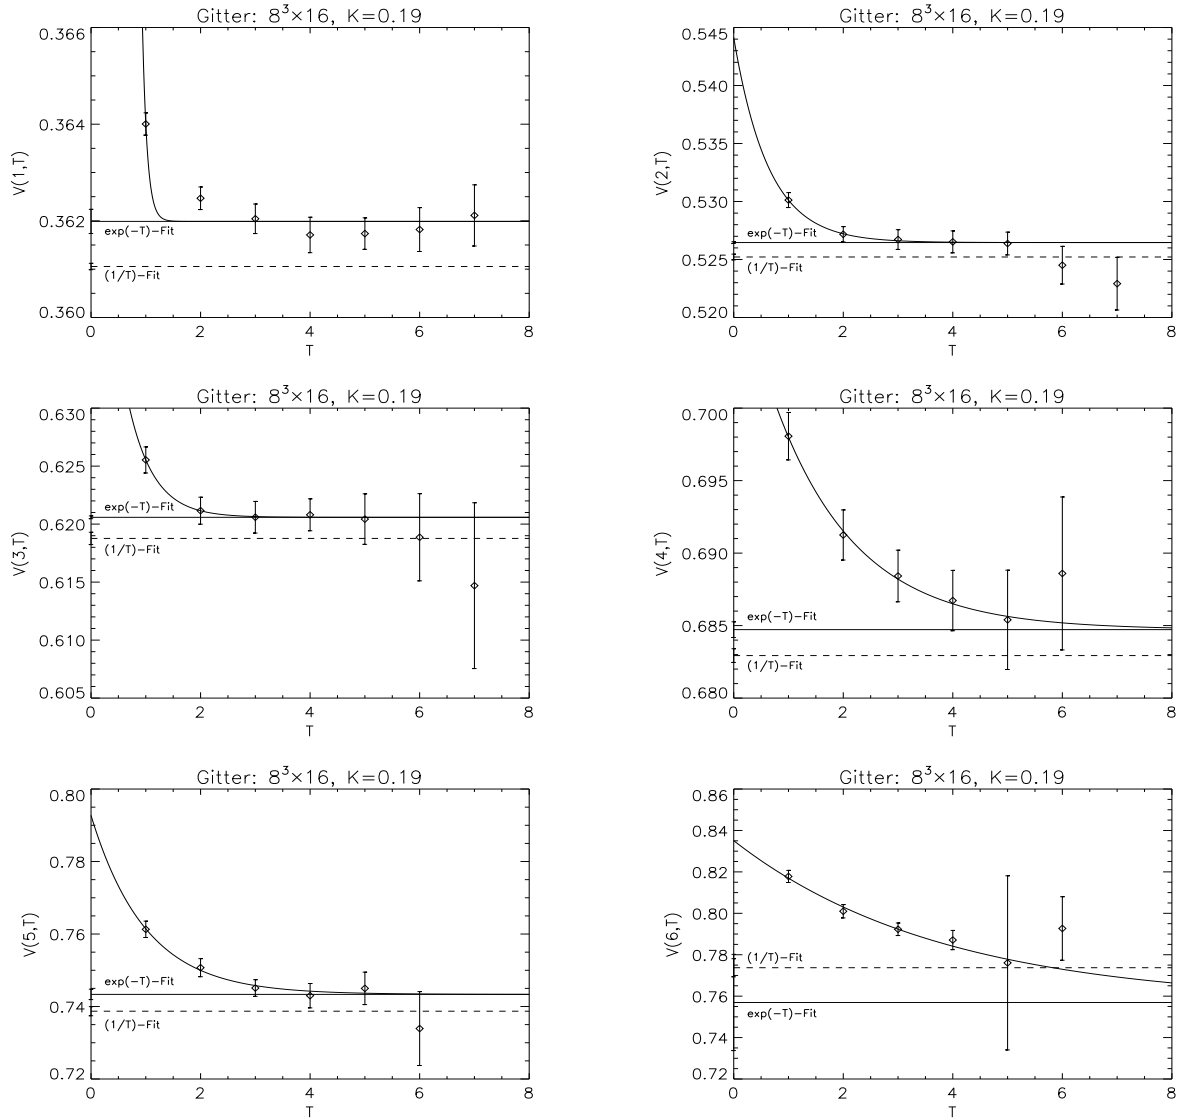 Gitter: 8³×16, K=0.19
0.366
0.364
0.362
0.360
V(1,T)
exp(−T)−Fit
(1/T)−Fit
0 2 4 6 8
T
Gitter: 8³×16, K=0.19
0.545
0.540
0.535
0.530
0.525
0.520
V(2,T)
exp(−T)−Fit
(1/T)−Fit
0 2 4 6 8
T
Gitter: 8³×16, K=0.19
0.630
0.625
0.620
0.615
0.610
0.605
V(3,T)
exp(−T)−Fit
(1/T)−Fit
0 2 4 6 8
T
Gitter: 8³×16, K=0.19
0.700
0.695
0.690
0.685
0.680
V(4,T)
exp(−T)−Fit
(1/T)−Fit
0 2 4 6 8
T
Gitter: 8³×16, K=0.19
0.80
0.78
0.76
0.74
0.72
V(5,T)
exp(−T)−Fit
(1/T)−Fit
0 2 4 6 8
T
Gitter: 8³×16, K=0.19
0.86
0.84
0.82
0.80
0.78
0.76
0.74
0.72
V(6,T)
(1/T)−Fit
exp(−T)−Fit
0 2 4 6 8
T